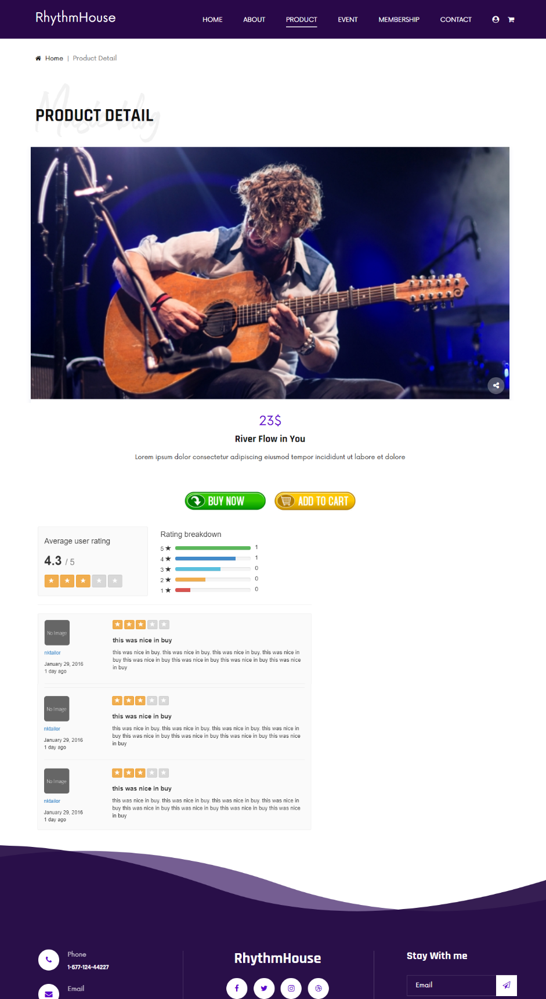 RhythmHouse
HOME ABOUT PRODUCT EVENT MEMBERSHIP CONTACT
Home | Product Detail
Music blog
PRODUCT DETAIL
23$
River Flow in You
Lorem ipsum dolor consectetur adipiscing eiusmod tempor incididunt ut labore et dolore
BUY NOW ADD TO CART
Average user rating
4.3 / 5
Rating breakdown
5 ★ 1
4 ★ 1
3 ★ 0
2 ★ 0
1 ★ 0
No Image
nktailor
January 29, 2016
1 day ago
this was nice in buy
this was nice in buy. this was nice in buy. this was nice in buy. this was nice in
buy this was nice in buy this was nice in buy this was nice in buy this was nice
in buy
No Image
nktailor
January 29, 2016
1 day ago
this was nice in buy
this was nice in buy. this was nice in buy. this was nice in buy. this was nice in
buy this was nice in buy this was nice in buy this was nice in buy this was nice
in buy
No Image
nktailor
January 29, 2016
1 day ago
this was nice in buy
this was nice in buy. this was nice in buy. this was nice in buy. this was nice in
buy this was nice in buy this was nice in buy this was nice in buy this was nice
in buy
Phone
1-677-124-44227
Email
RhythmHouse
Stay With me
Email